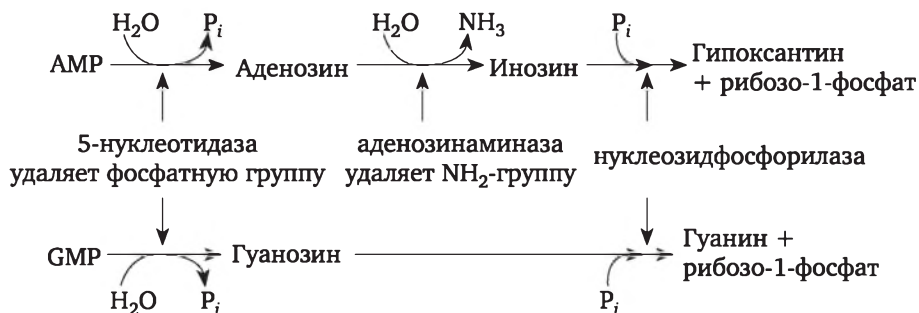 H₂O Pᵢ H₂O NH₃ Pᵢ
AMP Аденозин Инозин Гипоксантин
+ рибозо-1-фосфат
5-нуклеотидаза аденозинаминаза нуклеозидфосфорилаза
удаляет фосфатную группу удаляет NH₂-группу
GMP Гуанозин Гуанин +
рибозо-1-фосфат
H₂O Pᵢ Pᵢ